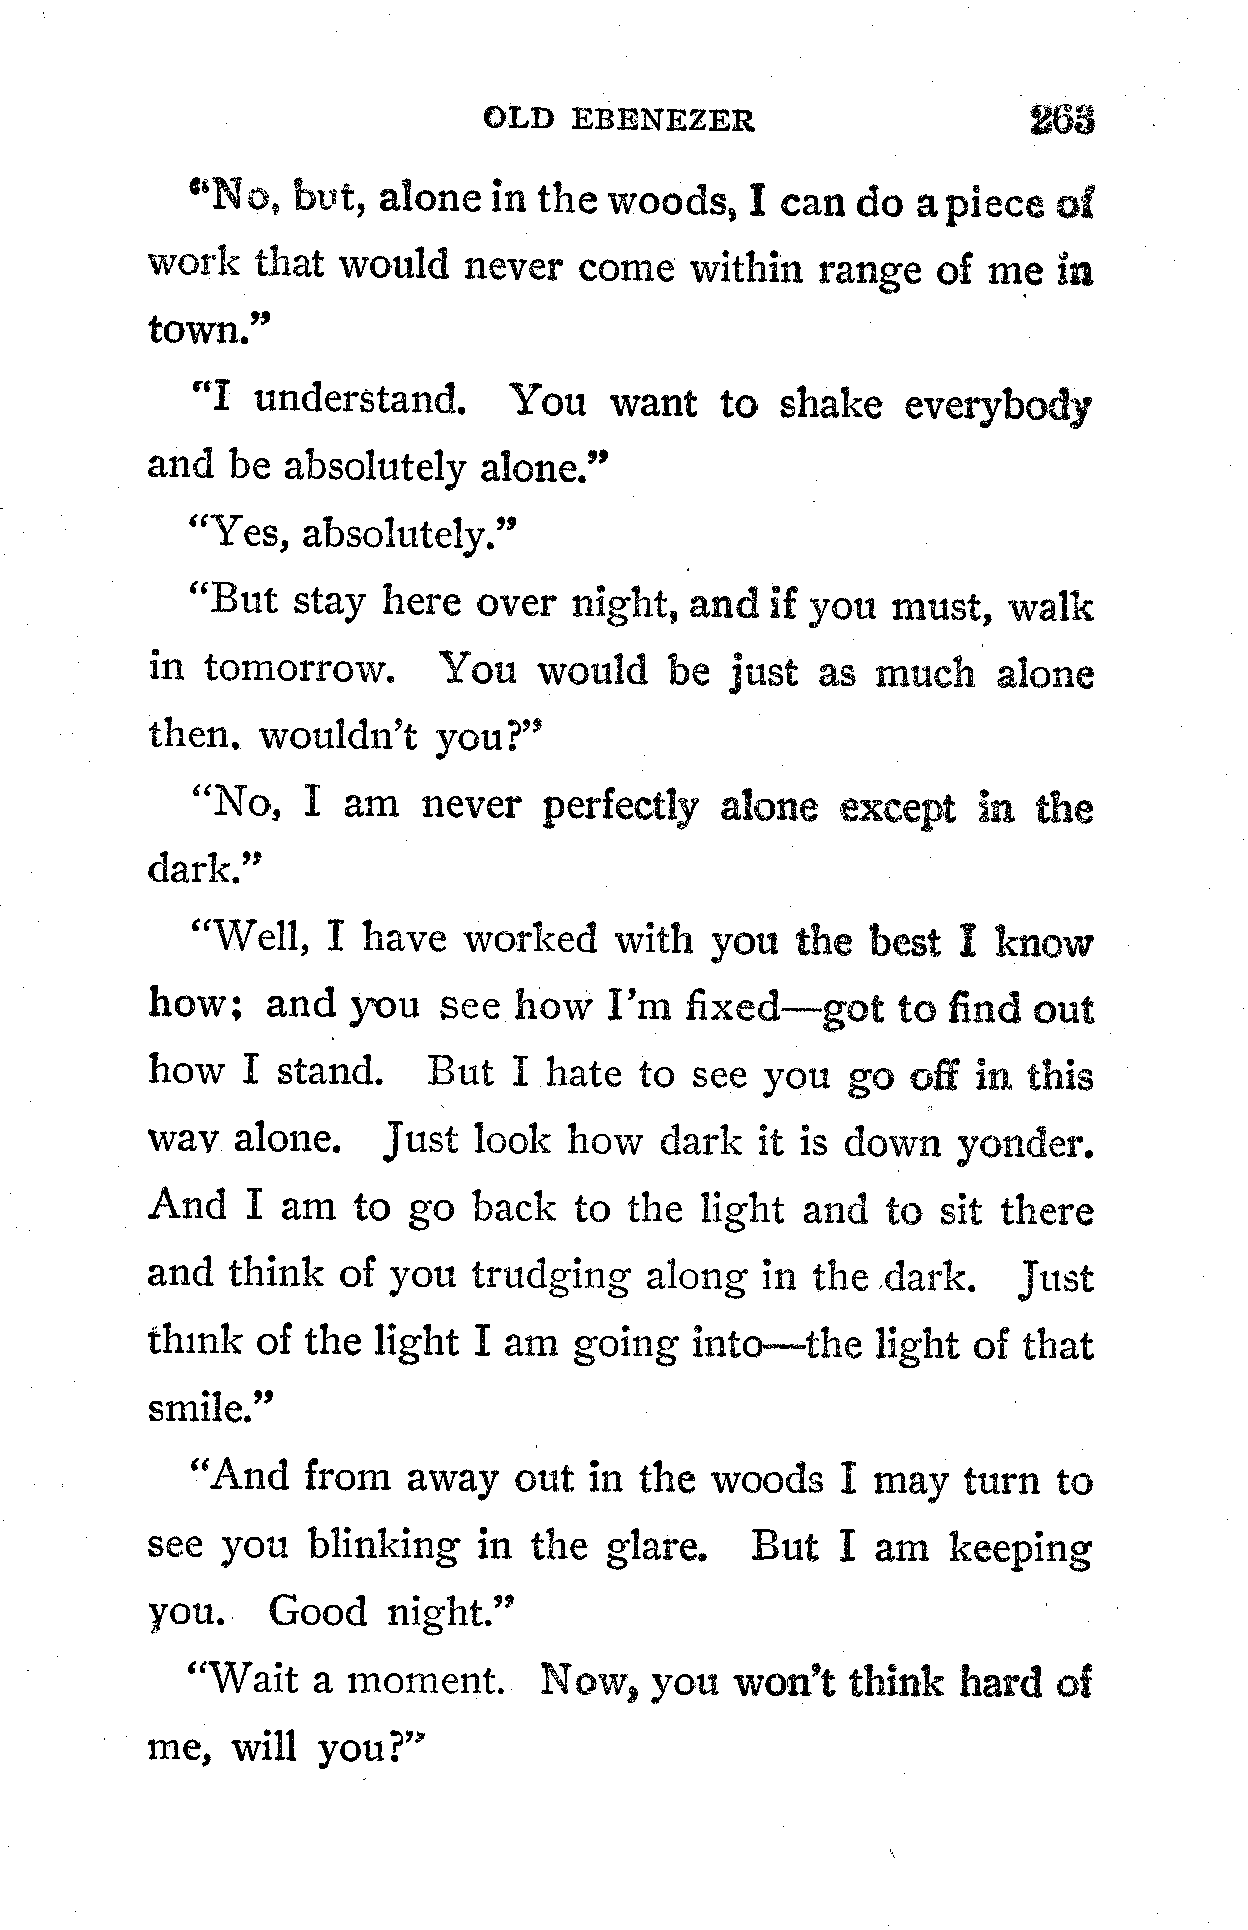 OLD EBENEZER 263
"No, but, alone in the woods, I can do a piece of
work that would never come within range of me in
town."
"I understand. You want to shake everybody
and be absolutely alone."
"Yes, absolutely."
"But stay here over night, and if you must, walk
in tomorrow. You would be just as much alone
then. wouldn't you?"
"No, I am never perfectly alone except in the
dark."
"Well, I have worked with you the best I know
how; and you see how I'm fixed—got to find out
how I stand. But I hate to see you go off in this
way alone. Just look how dark it is down yonder.
And I am to go back to the light and to sit there
and think of you trudging along in the dark. Just
think of the light I am going into—the light of that
smile."
"And from away out in the woods I may turn to
see you blinking in the glare. But I am keeping
you. Good night."
"Wait a moment. Now, you won't think hard of
me, will you?"